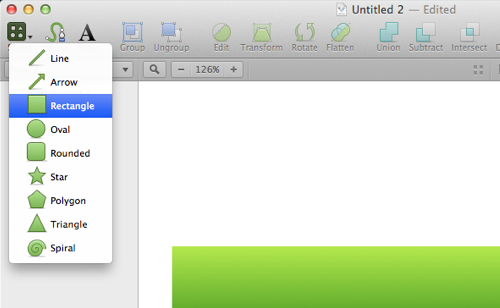 Untitled 2 — Edited
Group Ungroup Edit Transform Rotate Flatten Union Subtract Intersect
126%
Line
Arrow
Rectangle
Oval
Rounded
Star
Polygon
Triangle
Spiral